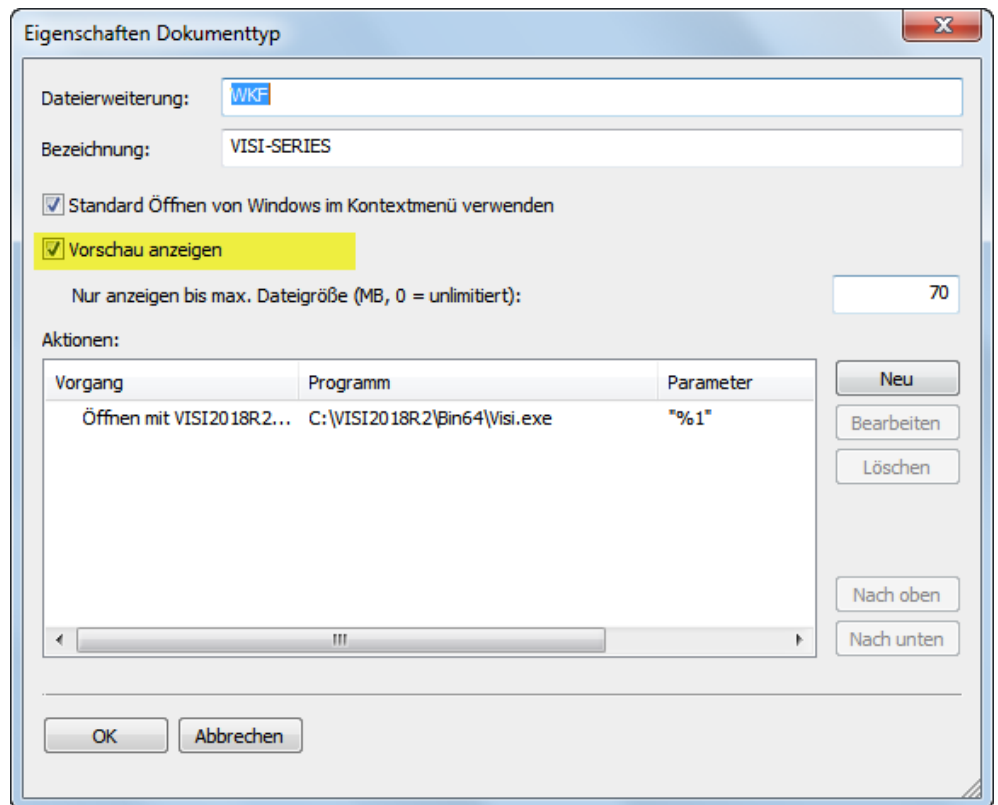 Eigenschaften Dokumenttyp
Dateierweiterung: WKF
Bezeichnung: VISI-SERIES
Standard Öffnen von Windows im Kontextmenü verwenden
Vorschau anzeigen
Nur anzeigen bis max. Dateigröße (MB, 0 = unlimitiert): 70
Aktionen:
Vorgang Programm Parameter
Öffnen mit VISI2018R2... C:\VISI2018R2\Bin64\Visi.exe "%1"
Neu
Bearbeiten
Löschen
Nach oben
Nach unten
OK Abbrechen